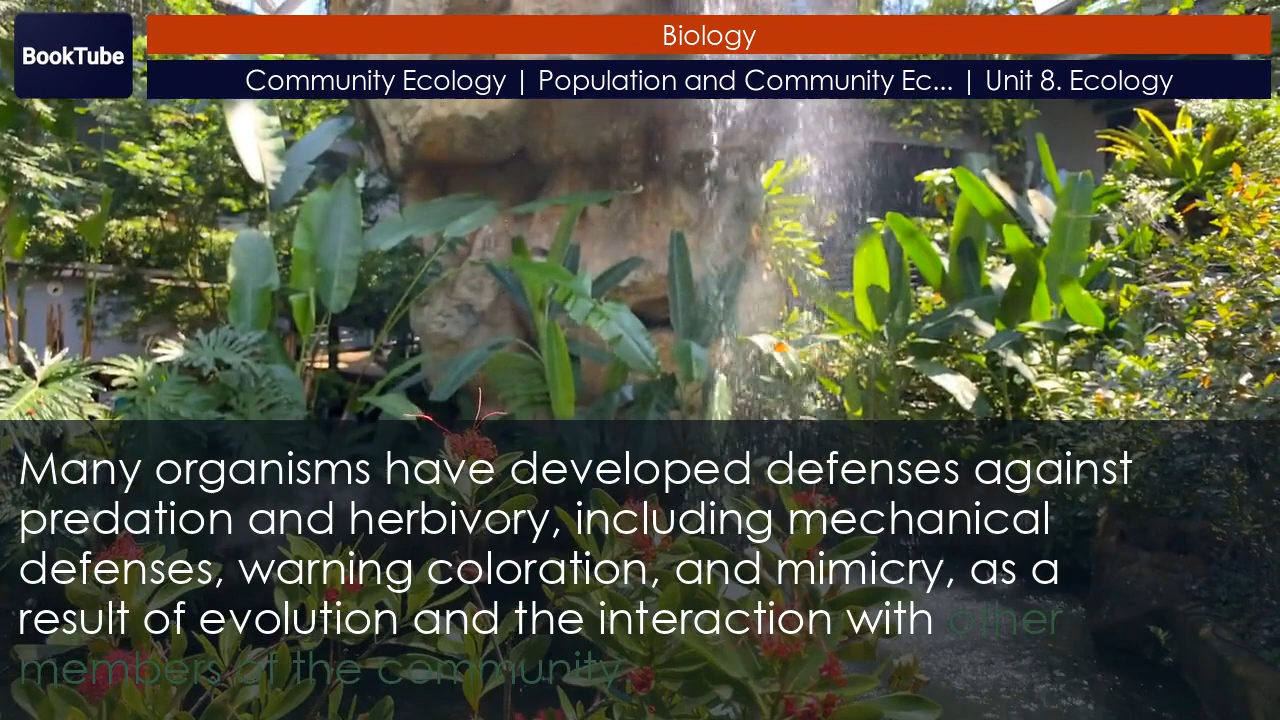 BookTube
Biology
Community Ecology | Population and Community Ec... | Unit 8. Ecology
Many organisms have developed defenses against
predation and herbivory, including mechanical
defenses, warning coloration, and mimicry, as a
result of evolution and the interaction with other
members of the community.